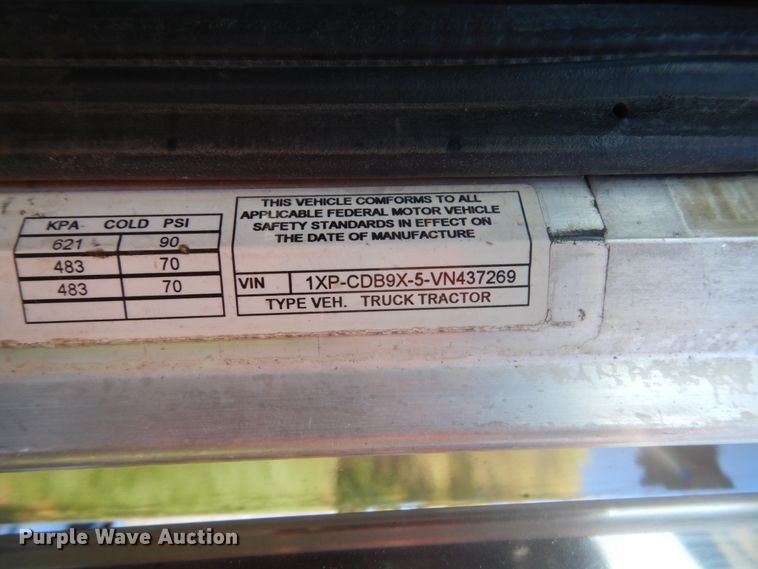 KPA COLD PSI
621 90
483 70
483 70
THIS VEHICLE COMFORMS TO ALL
APPLICABLE FEDERAL MOTOR VEHICLE
SAFETY STANDARDS IN EFFECT ON
THE DATE OF MANUFACTURE
VIN 1XP-CDB9X-5-VN437269
TYPE VEH. TRUCK TRACTOR
Purple Wave Auction®